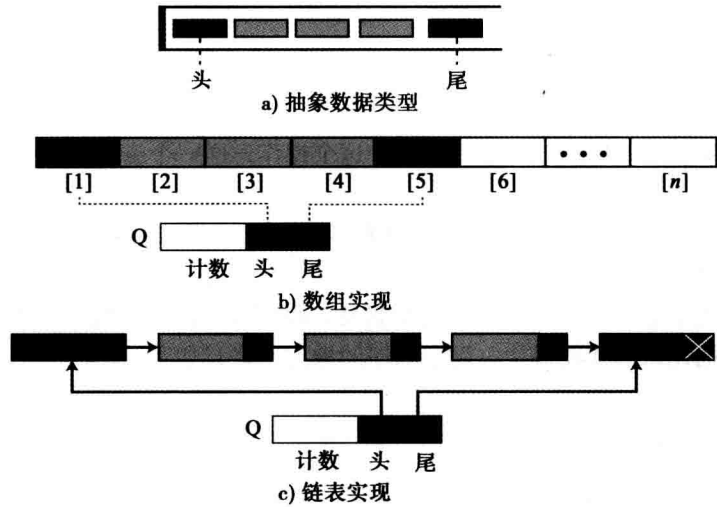 头 尾
a) 抽象数据类型
[1] [2] [3] [4] [5] [6] • • • [n]
Q
计数 头 尾
b) 数组实现
Q
计数 头 尾
c) 链表实现